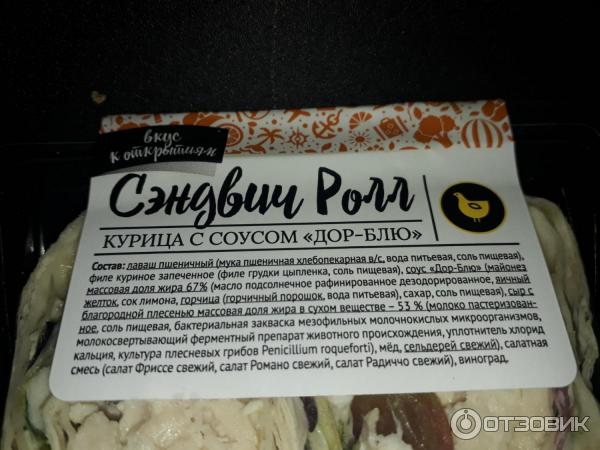 вкус
к открытиям
Сэндвич Ролл
КУРИЦА С СОУСОМ «ДОР-БЛЮ»
Состав: лаваш пшеничный (мука пшеничная хлебопекарная в/с, вода питьевая, соль пищевая),
филе куриное запеченное (филе грудки цыпленка, соль пищевая), соус «Дор-Блю» (майонез
массовая доля жира 67% (масло подсолнечное рафинированное дезодорированное, яичный
желток, сок лимона, горчица (горчичный порошок, вода питьевая), сахар, соль пищевая), сыр с
благородной плесенью массовая доля жира в сухом веществе – 53 % (молоко пастеризован-
ное, соль пищевая, бактериальная закваска мезофильных молочнокислых микроорганизмов,
молокосвертывающий ферментный препарат животного происхождения, уплотнитель хлорид
кальция, культура плесневых грибов Penicillium roqueforti), мёд, сельдерей свежий), салатная
смесь (салат Фриссе свежий, салат Романо свежий, салат Радиччо свежий), виноград.
ОТЗОВИК